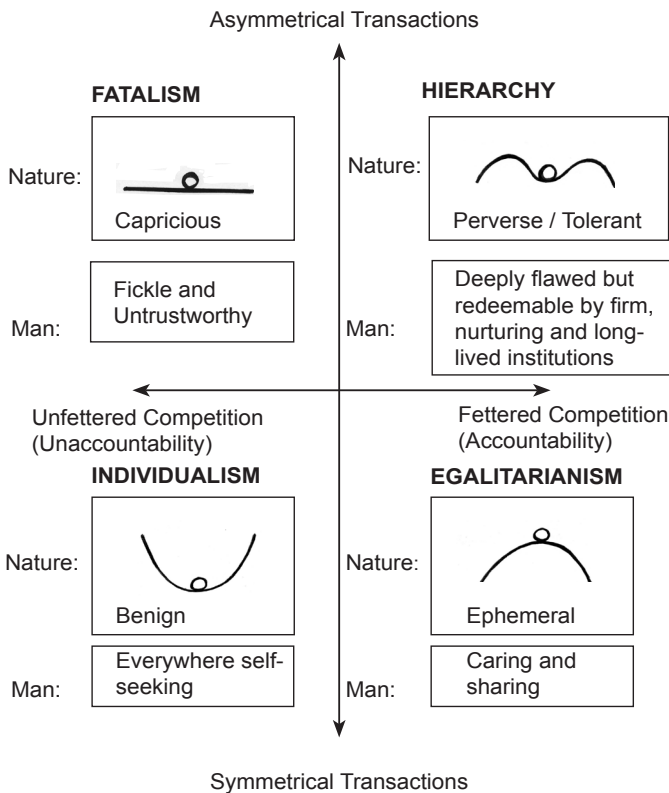 Asymmetrical Transactions
FATALISM
Nature:
Capricious
Man:
Fickle and
Untrustworthy
HIERARCHY
Nature:
Perverse / Tolerant
Man:
Deeply flawed but
redeemable by firm,
nurturing and long-
lived institutions
Unfettered Competition
(Unaccountability)
Fettered Competition
(Accountability)
INDIVIDUALISM
Nature:
Benign
Man:
Everywhere self-
seeking
EGALITARIANISM
Nature:
Ephemeral
Man:
Caring and
sharing
Symmetrical Transactions